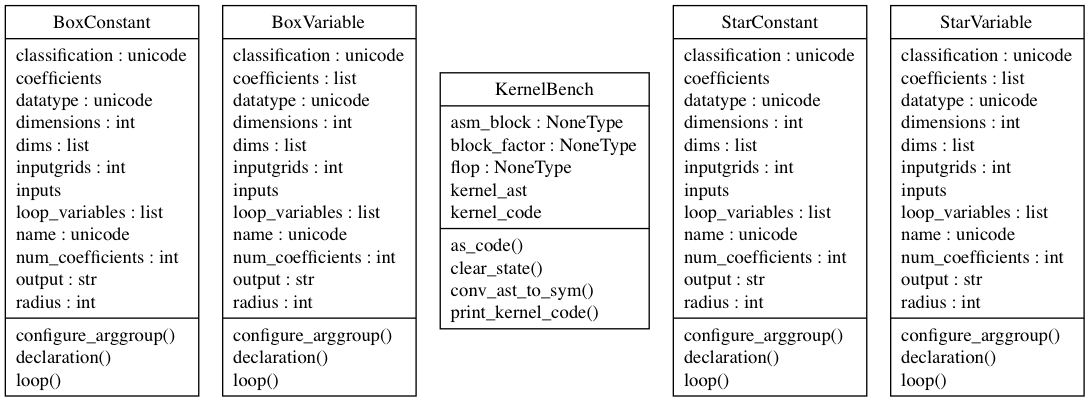 BoxConstant
classification : unicode
coefficients
datatype : unicode
dimensions : int
dims : list
inputgrids : int
inputs
loop_variables : list
name : unicode
num_coefficients : int
output : str
radius : int
configure_arggroup()
declaration()
loop()
BoxVariable
classification : unicode
coefficients : list
datatype : unicode
dimensions : int
dims : list
inputgrids : int
inputs
loop_variables : list
name : unicode
num_coefficients : int
output : str
radius : int
configure_arggroup()
declaration()
loop()
KernelBench
asm_block : NoneType
block_factor : NoneType
flop : NoneType
kernel_ast
kernel_code
as_code()
clear_state()
conv_ast_to_sym()
print_kernel_code()
StarConstant
classification : unicode
coefficients
datatype : unicode
dimensions : int
dims : list
inputgrids : int
inputs
loop_variables : list
name : unicode
num_coefficients : int
output : str
radius : int
configure_arggroup()
declaration()
loop()
StarVariable
classification : unicode
coefficients : list
datatype : unicode
dimensions : int
dims : list
inputgrids : int
inputs
loop_variables : list
name : unicode
num_coefficients : int
output : str
radius : int
configure_arggroup()
declaration()
loop()